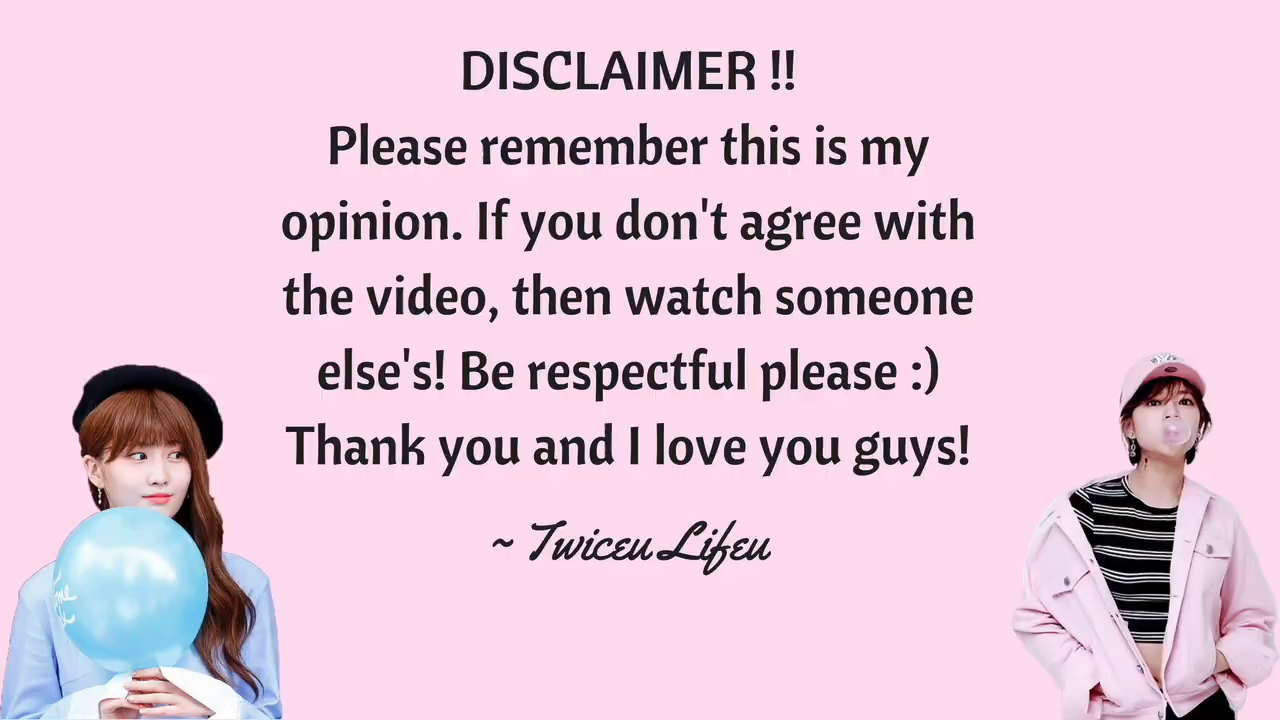 DISCLAIMER !!
Please remember this is my
opinion. If you don't agree with
the video, then watch someone
else's! Be respectful please :)
Thank you and I love you guys!
~ Twiceu Lifeu